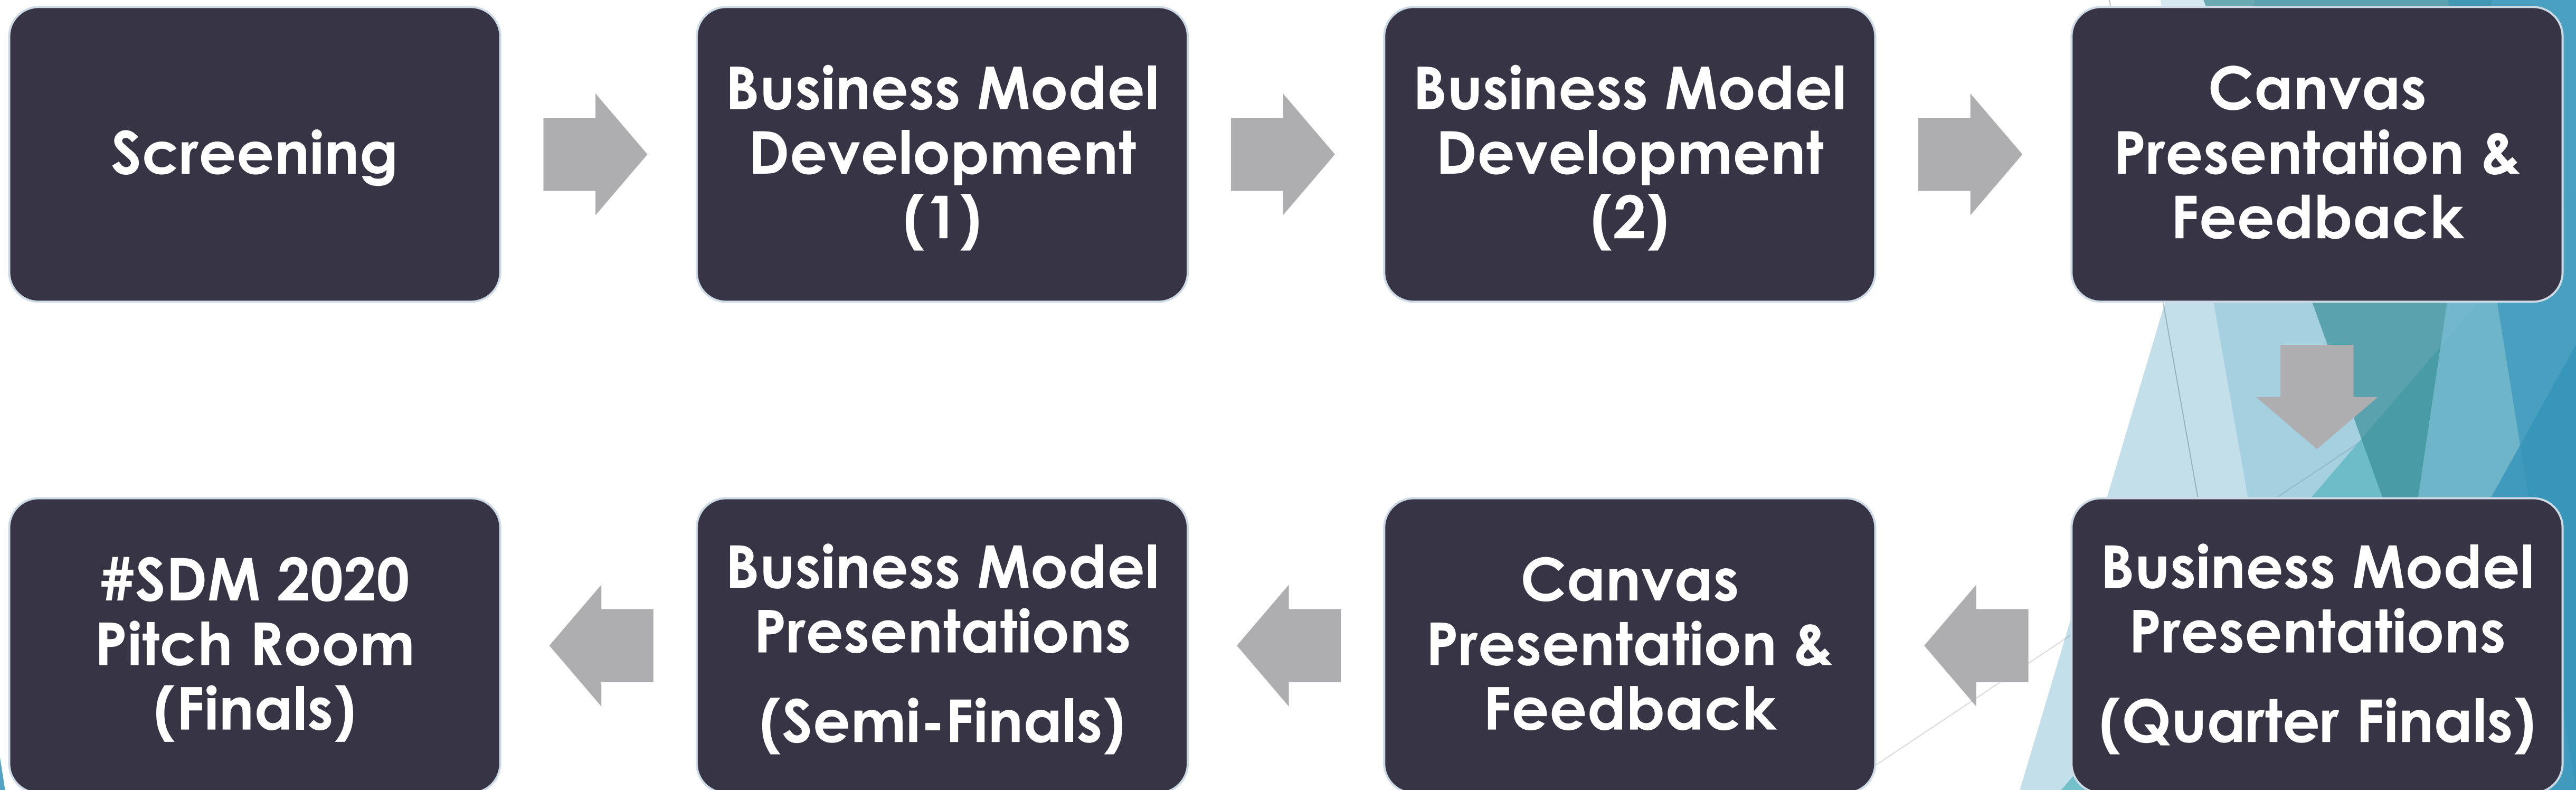 Screening
Business Model
Development
(1)
Business Model
Development
(2)
Canvas
Presentation &
Feedback
Business Model
Presentations
(Quarter Finals)
Canvas
Presentation &
Feedback
Business Model
Presentations
(Semi-Finals)
#SDM 2020
Pitch Room
(Finals)